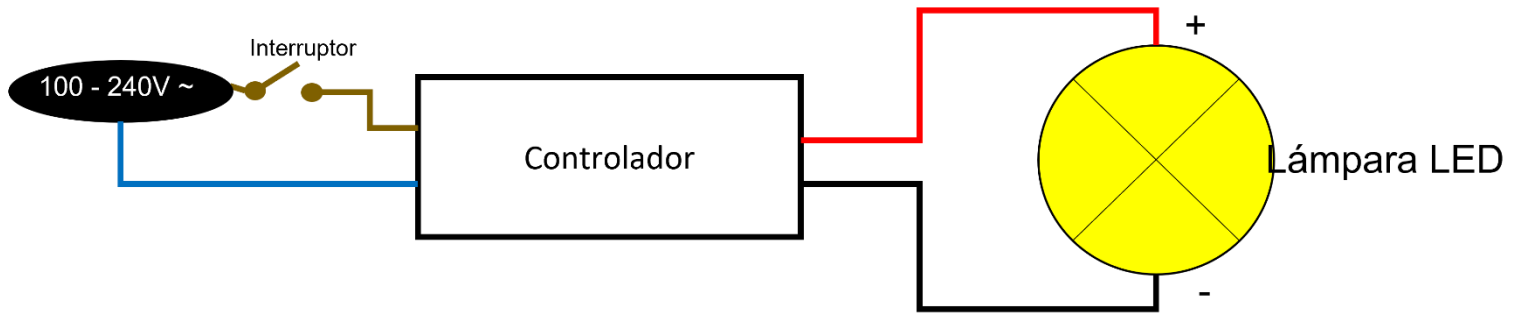 Interruptor
100 - 240V ~
Controlador
+
Lámpara LED
-